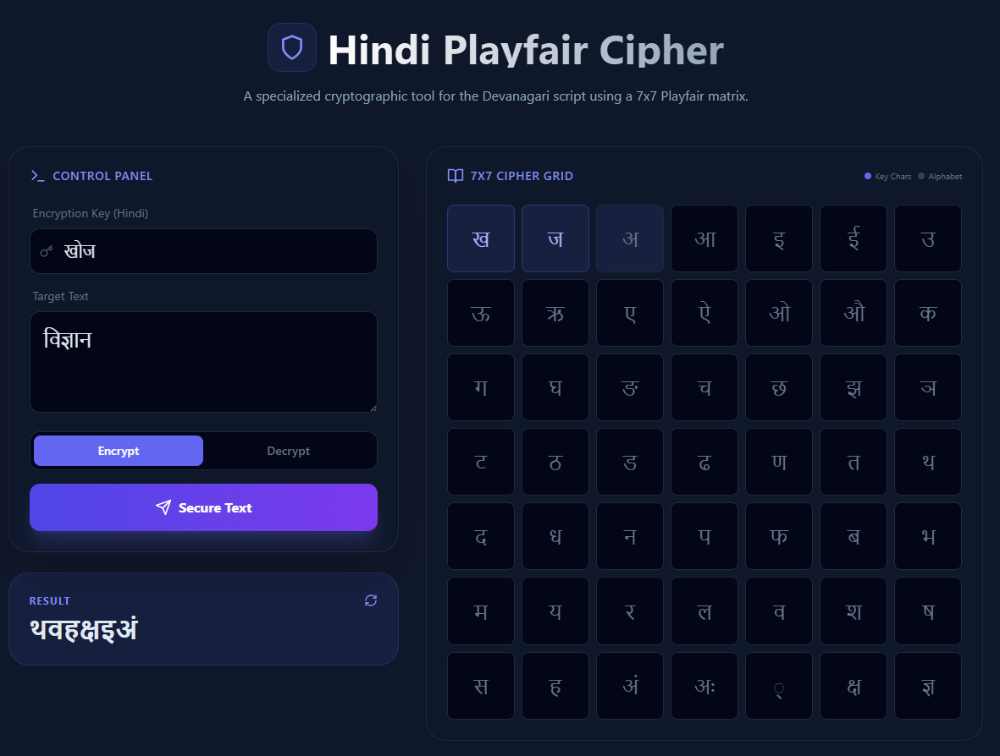 Hindi Playfair Cipher
A specialized cryptographic tool for the Devanagari script using a 7x7 Playfair matrix.
CONTROL PANEL
Encryption Key (Hindi)
खोज
Target Text
विज्ञान
Encrypt Decrypt
Secure Text
RESULT
थवहक्षइअं
7X7 CIPHER GRID
Key Chars Alphabet
ख ज अ आ इ ई उ
ऊ ऋ ए ऐ ओ औ क
ग घ ङ च छ झ ञ
ट ठ ड ढ ण त थ
द ध न प फ ब भ
म य र ल व श ष
स ह अं अः ् क्ष ज्ञ